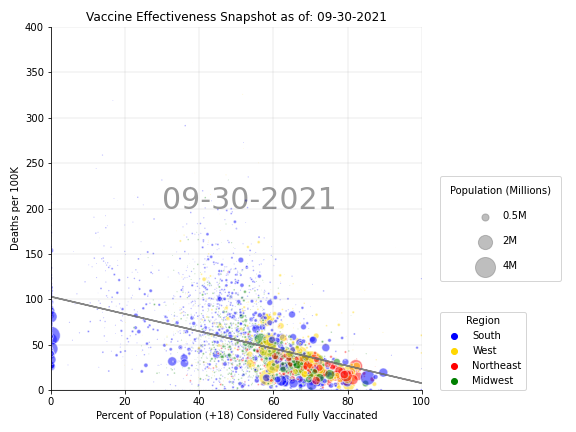 Vaccine Effectiveness Snapshot as of: 09-30-2021
400
350
300
250
200
150
100
50
0
Deaths per 100K
09-30-2021
0 20 40 60 80 100
Percent of Population (+18) Considered Fully Vaccinated
Population (Millions)
0.5M
2M
4M
Region
South
West
Northeast
Midwest